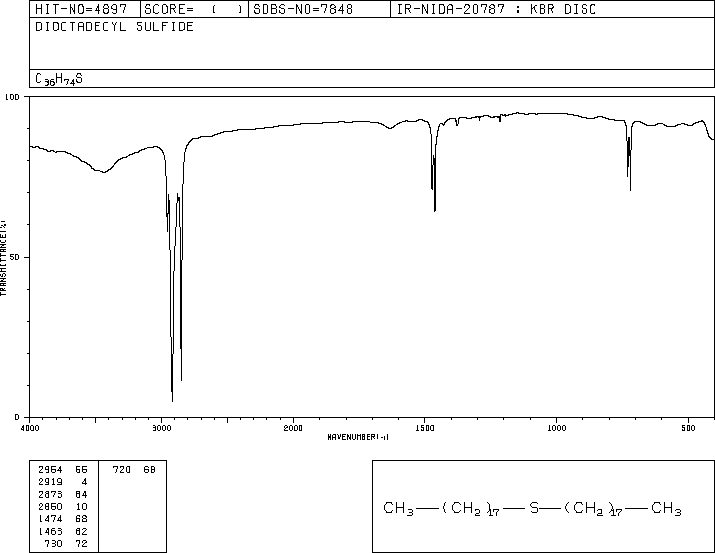 HIT-NO=4897 SCORE= ( ) SDBS-NO=7848 IR-NIDA-20787 : KBR DISC
DIOCTADECYL SULFIDE
C36H74S
100
50
0
TRANSMITTANCE(%)
4000 3000 2000 1500 1000 500
WAVENUMBER(-1)
2954 66 720 68
2919 4
2873 64
2850 10
1474 68
1463 62
730 72
CH3—(CH2)17—S—(CH2)17—CH3